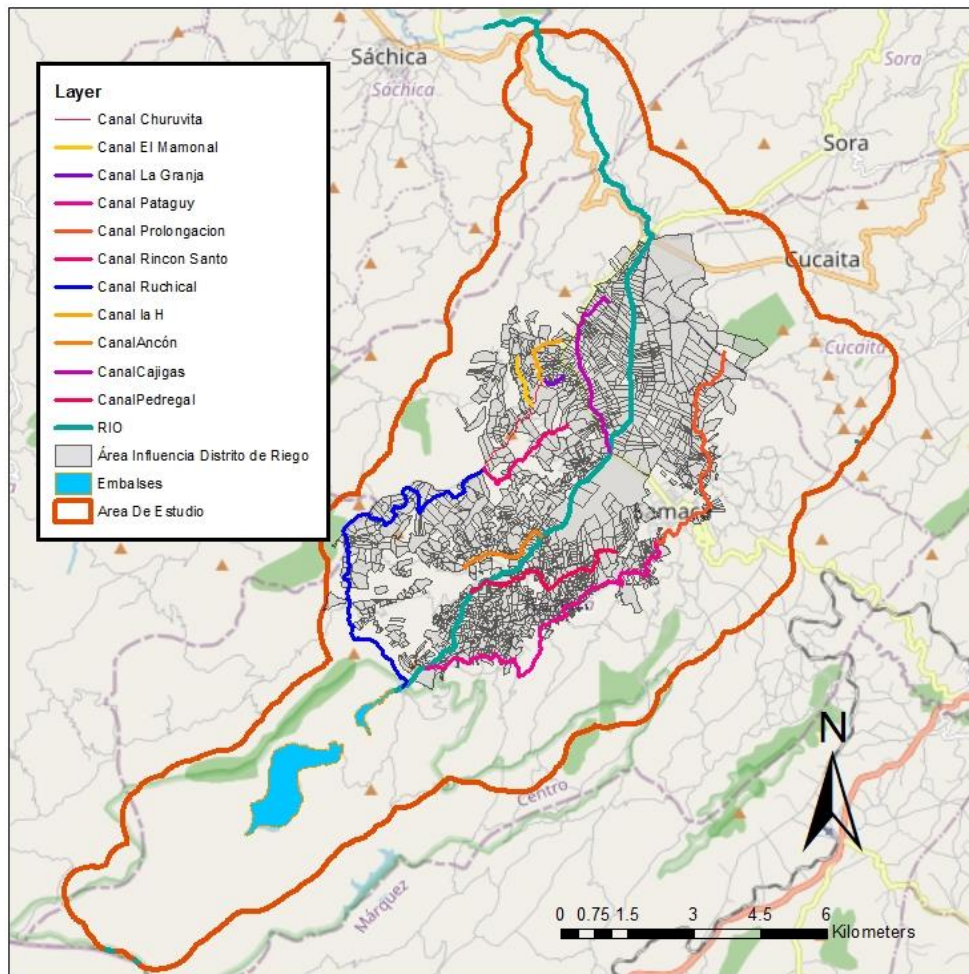 Sáchica
Sáchica
Sora
Sora
Layer
Canal Churuvita
Canal El Mamonal
Canal La Granja
Canal Pataguy
Canal Prolongacion
Canal Rincon Santo
Canal Ruchical
Canal la H
CanalAncón
CanalCajigas
CanalPedregal
RIO
Área Influencia Distrito de Riego
Embalses
Area De Estudio
Cucaita
Cucaita
Centro
Márquez
N
0 0.75 1.5 3 4.5 6
Kilometers